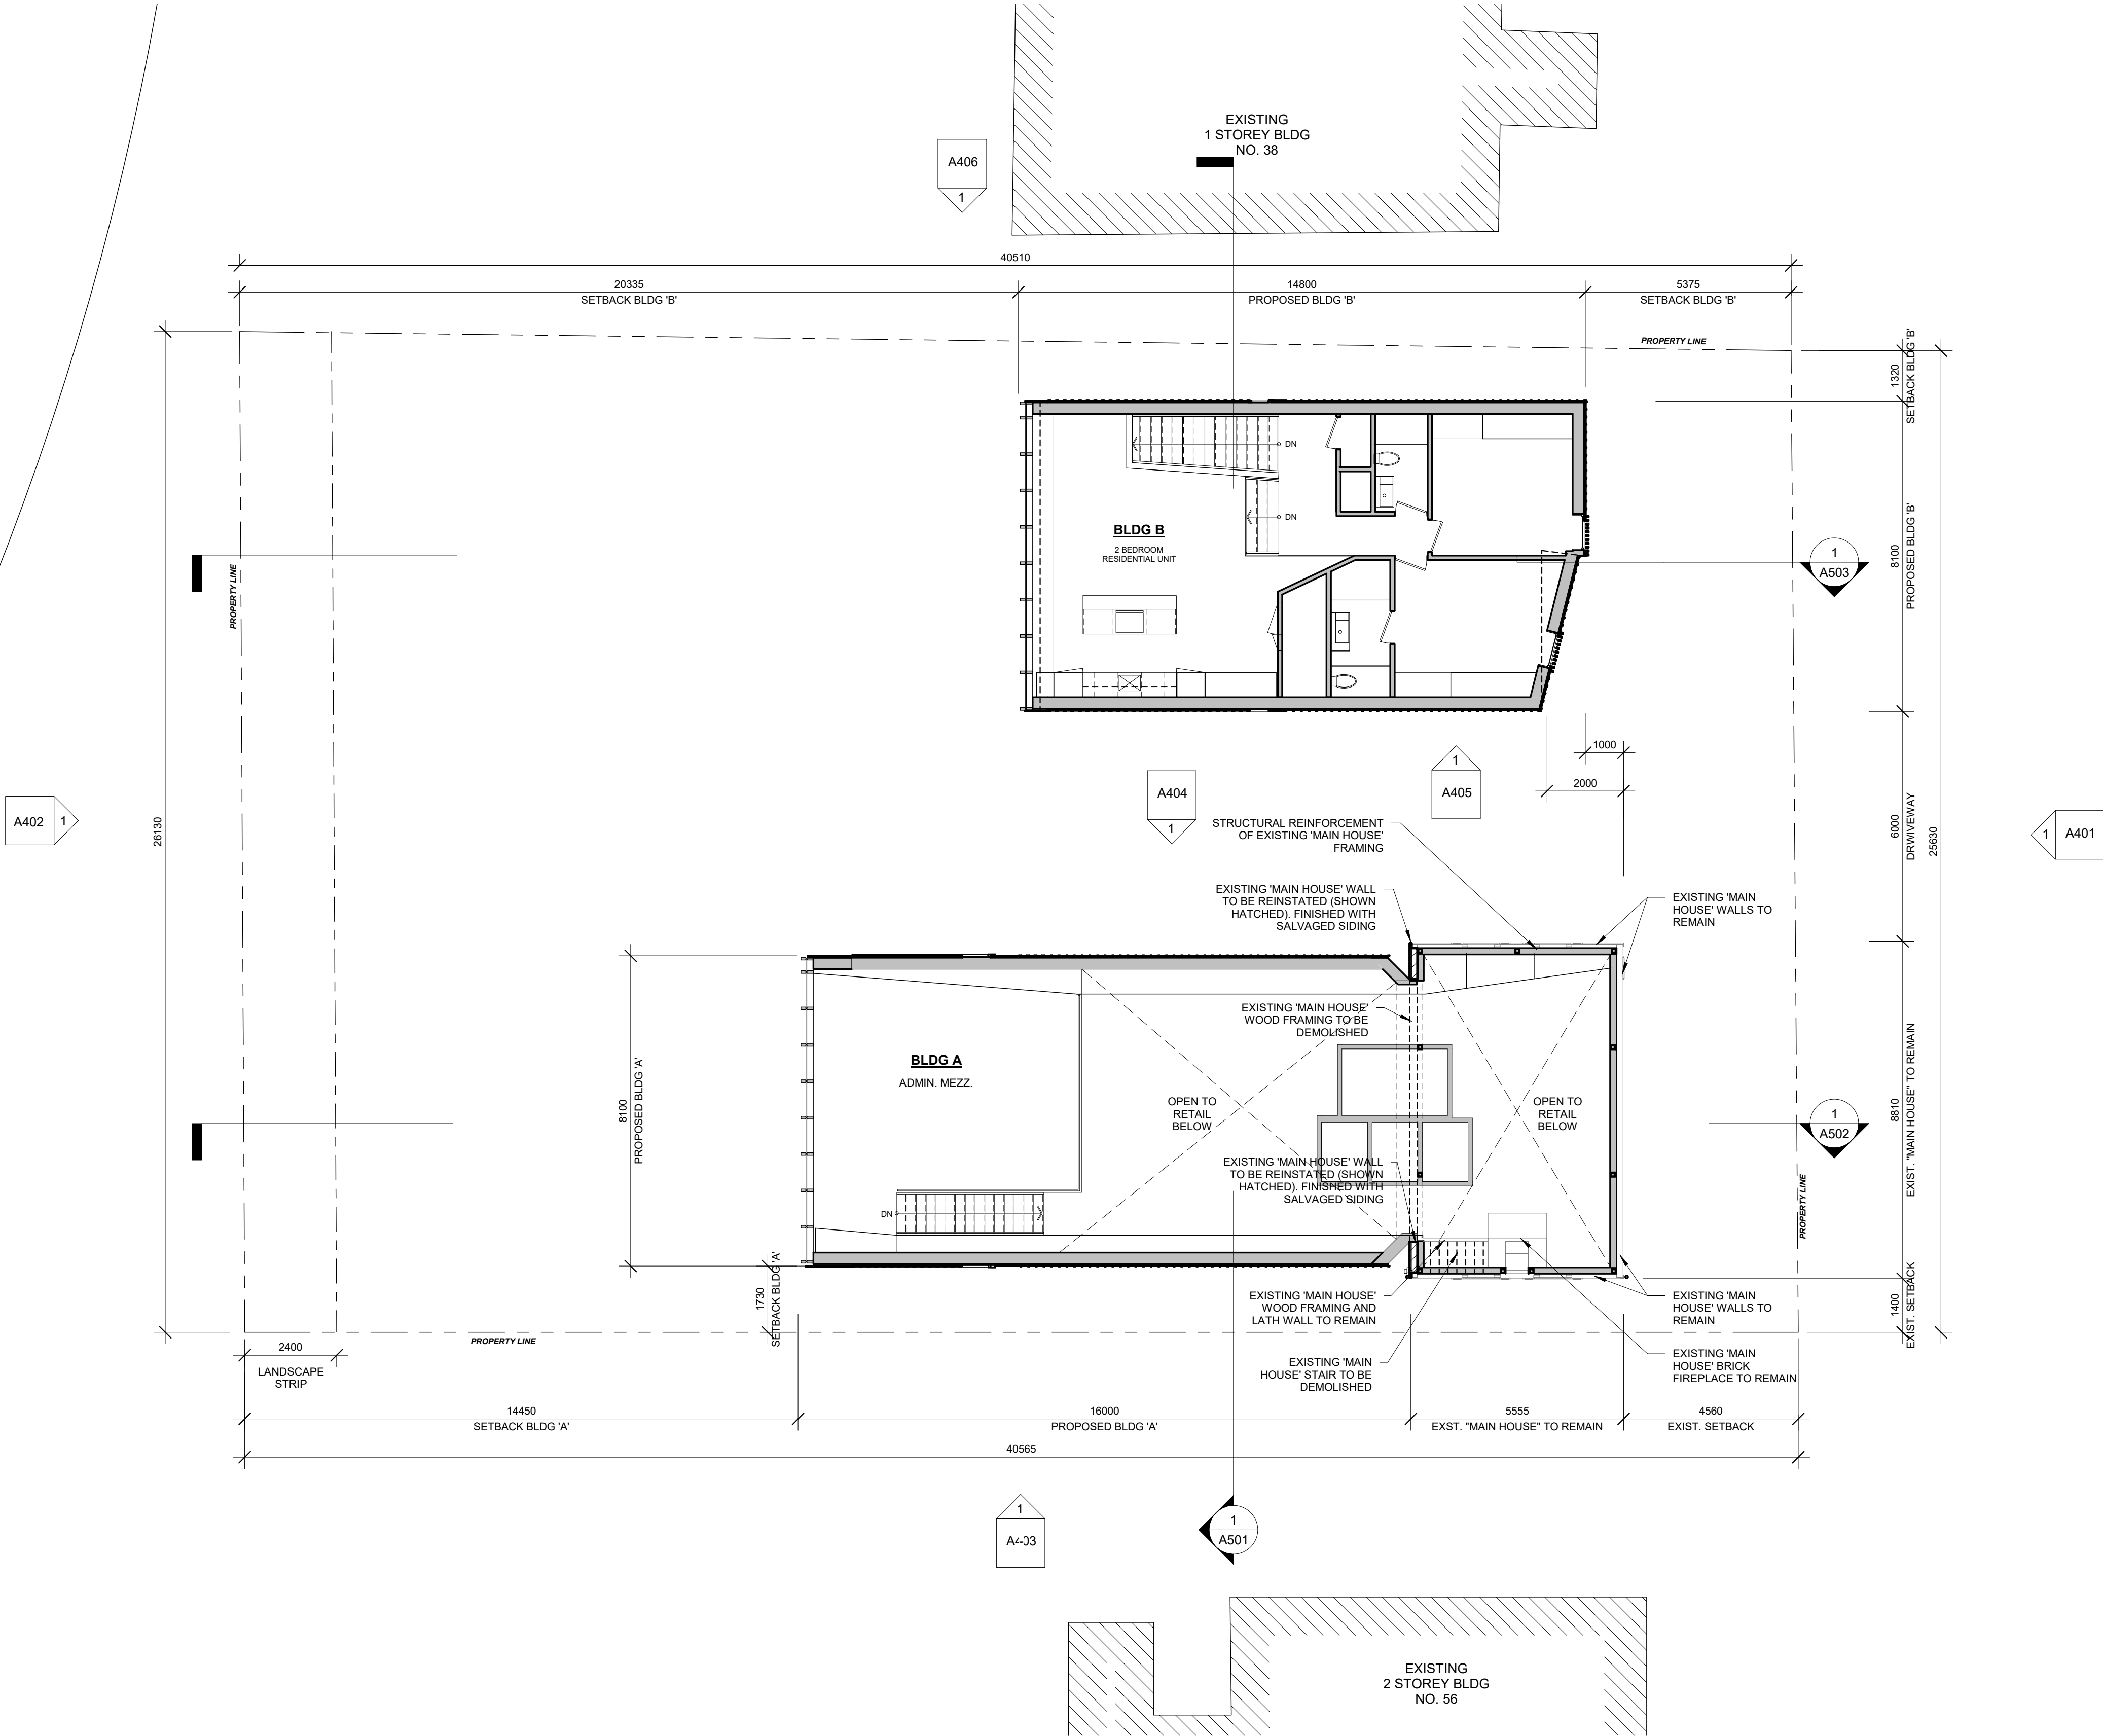 EXISTING
1 STOREY BLDG
NO. 38
A406
1
40510
20335
SETBACK BLDG 'B'
14800
PROPOSED BLDG 'B'
5375
SETBACK BLDG 'B'
PROPERTY LINE
1320
SETBACK BLDG 'B'
DN
DN
BLDG B
2 BEDROOM
RESIDENTIAL UNIT
8100
PROPOSED BLDG 'B'
1
A503
PROPERTY LINE
1000
2000
A404
1
1
A405
A402
1
26130
6000
DRWIVEWAY
25630
1
A401
STRUCTURAL REINFORCEMENT
OF EXISTING 'MAIN HOUSE'
FRAMING
EXISTING 'MAIN HOUSE' WALL
TO BE REINSTATED (SHOWN
HATCHED). FINISHED WITH
SALVAGED SIDING
EXISTING 'MAIN
HOUSE' WALLS TO
REMAIN
EXISTING 'MAIN HOUSE'
WOOD FRAMING TO BE
DEMOLISHED
BLDG A
ADMIN. MEZZ.
8100
PROPOSED BLDG 'A'
OPEN TO
RETAIL
BELOW
OPEN TO
RETAIL
BELOW
8810
EXIST. "MAIN HOUSE" TO REMAIN
1
A502
EXISTING 'MAIN HOUSE' WALL
TO BE REINSTATED (SHOWN
HATCHED). FINISHED WITH
SALVAGED SIDING
DN
PROPERTY LINE
1730
SETBACK BLDG 'A'
EXISTING 'MAIN HOUSE'
WOOD FRAMING AND
LATH WALL TO REMAIN
EXISTING 'MAIN
HOUSE' WALLS TO
REMAIN
1400
EXIST. SETBACK
PROPERTY LINE
2400
LANDSCAPE
STRIP
EXISTING 'MAIN
HOUSE' STAIR TO BE
DEMOLISHED
EXISTING 'MAIN
HOUSE' BRICK
FIREPLACE TO REMAIN
14450
SETBACK BLDG 'A'
16000
PROPOSED BLDG 'A'
5555
EXST. "MAIN HOUSE" TO REMAIN
4560
EXIST. SETBACK
40565
1
A403
1
A501
EXISTING
2 STOREY BLDG
NO. 56